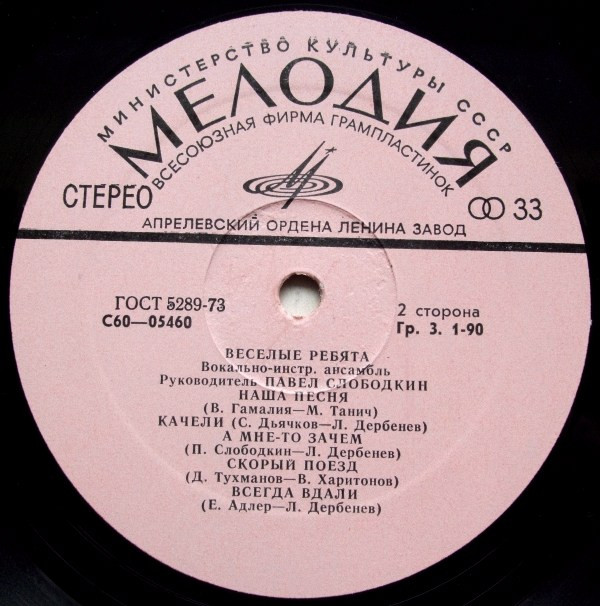 МИНИСТЕРСТВО КУЛЬТУРЫ СССР
МЕЛОДИЯ
ВСЕСОЮЗНАЯ ФИРМА ГРАМПЛАСТИНОК
СТЕРЕО
33
АПРЕЛЕВСКИЙ ОРДЕНА ЛЕНИНА ЗАВОД
ГОСТ 5289-73
С60—05460
2 сторона
Гр. 3. 1-90
ВЕСЕЛЫЕ РЕБЯТА
Вокально-инстр. ансамбль
Руководитель ПАВЕЛ СЛОБОДКИН
НАША ПЕСНЯ
(В. Гамалия—М. Танич)
КАЧЕЛИ (С. Дьячков—Л. Дербенев)
А МНЕ-ТО ЗАЧЕМ
(П. Слободкин—Л. Дербенев)
СКОРЫЙ ПОЕЗД
(Д. Тухманов—В. Харитонов)
ВСЕГДА ВДАЛИ
(Е. Адлер—Л. Дербенев)